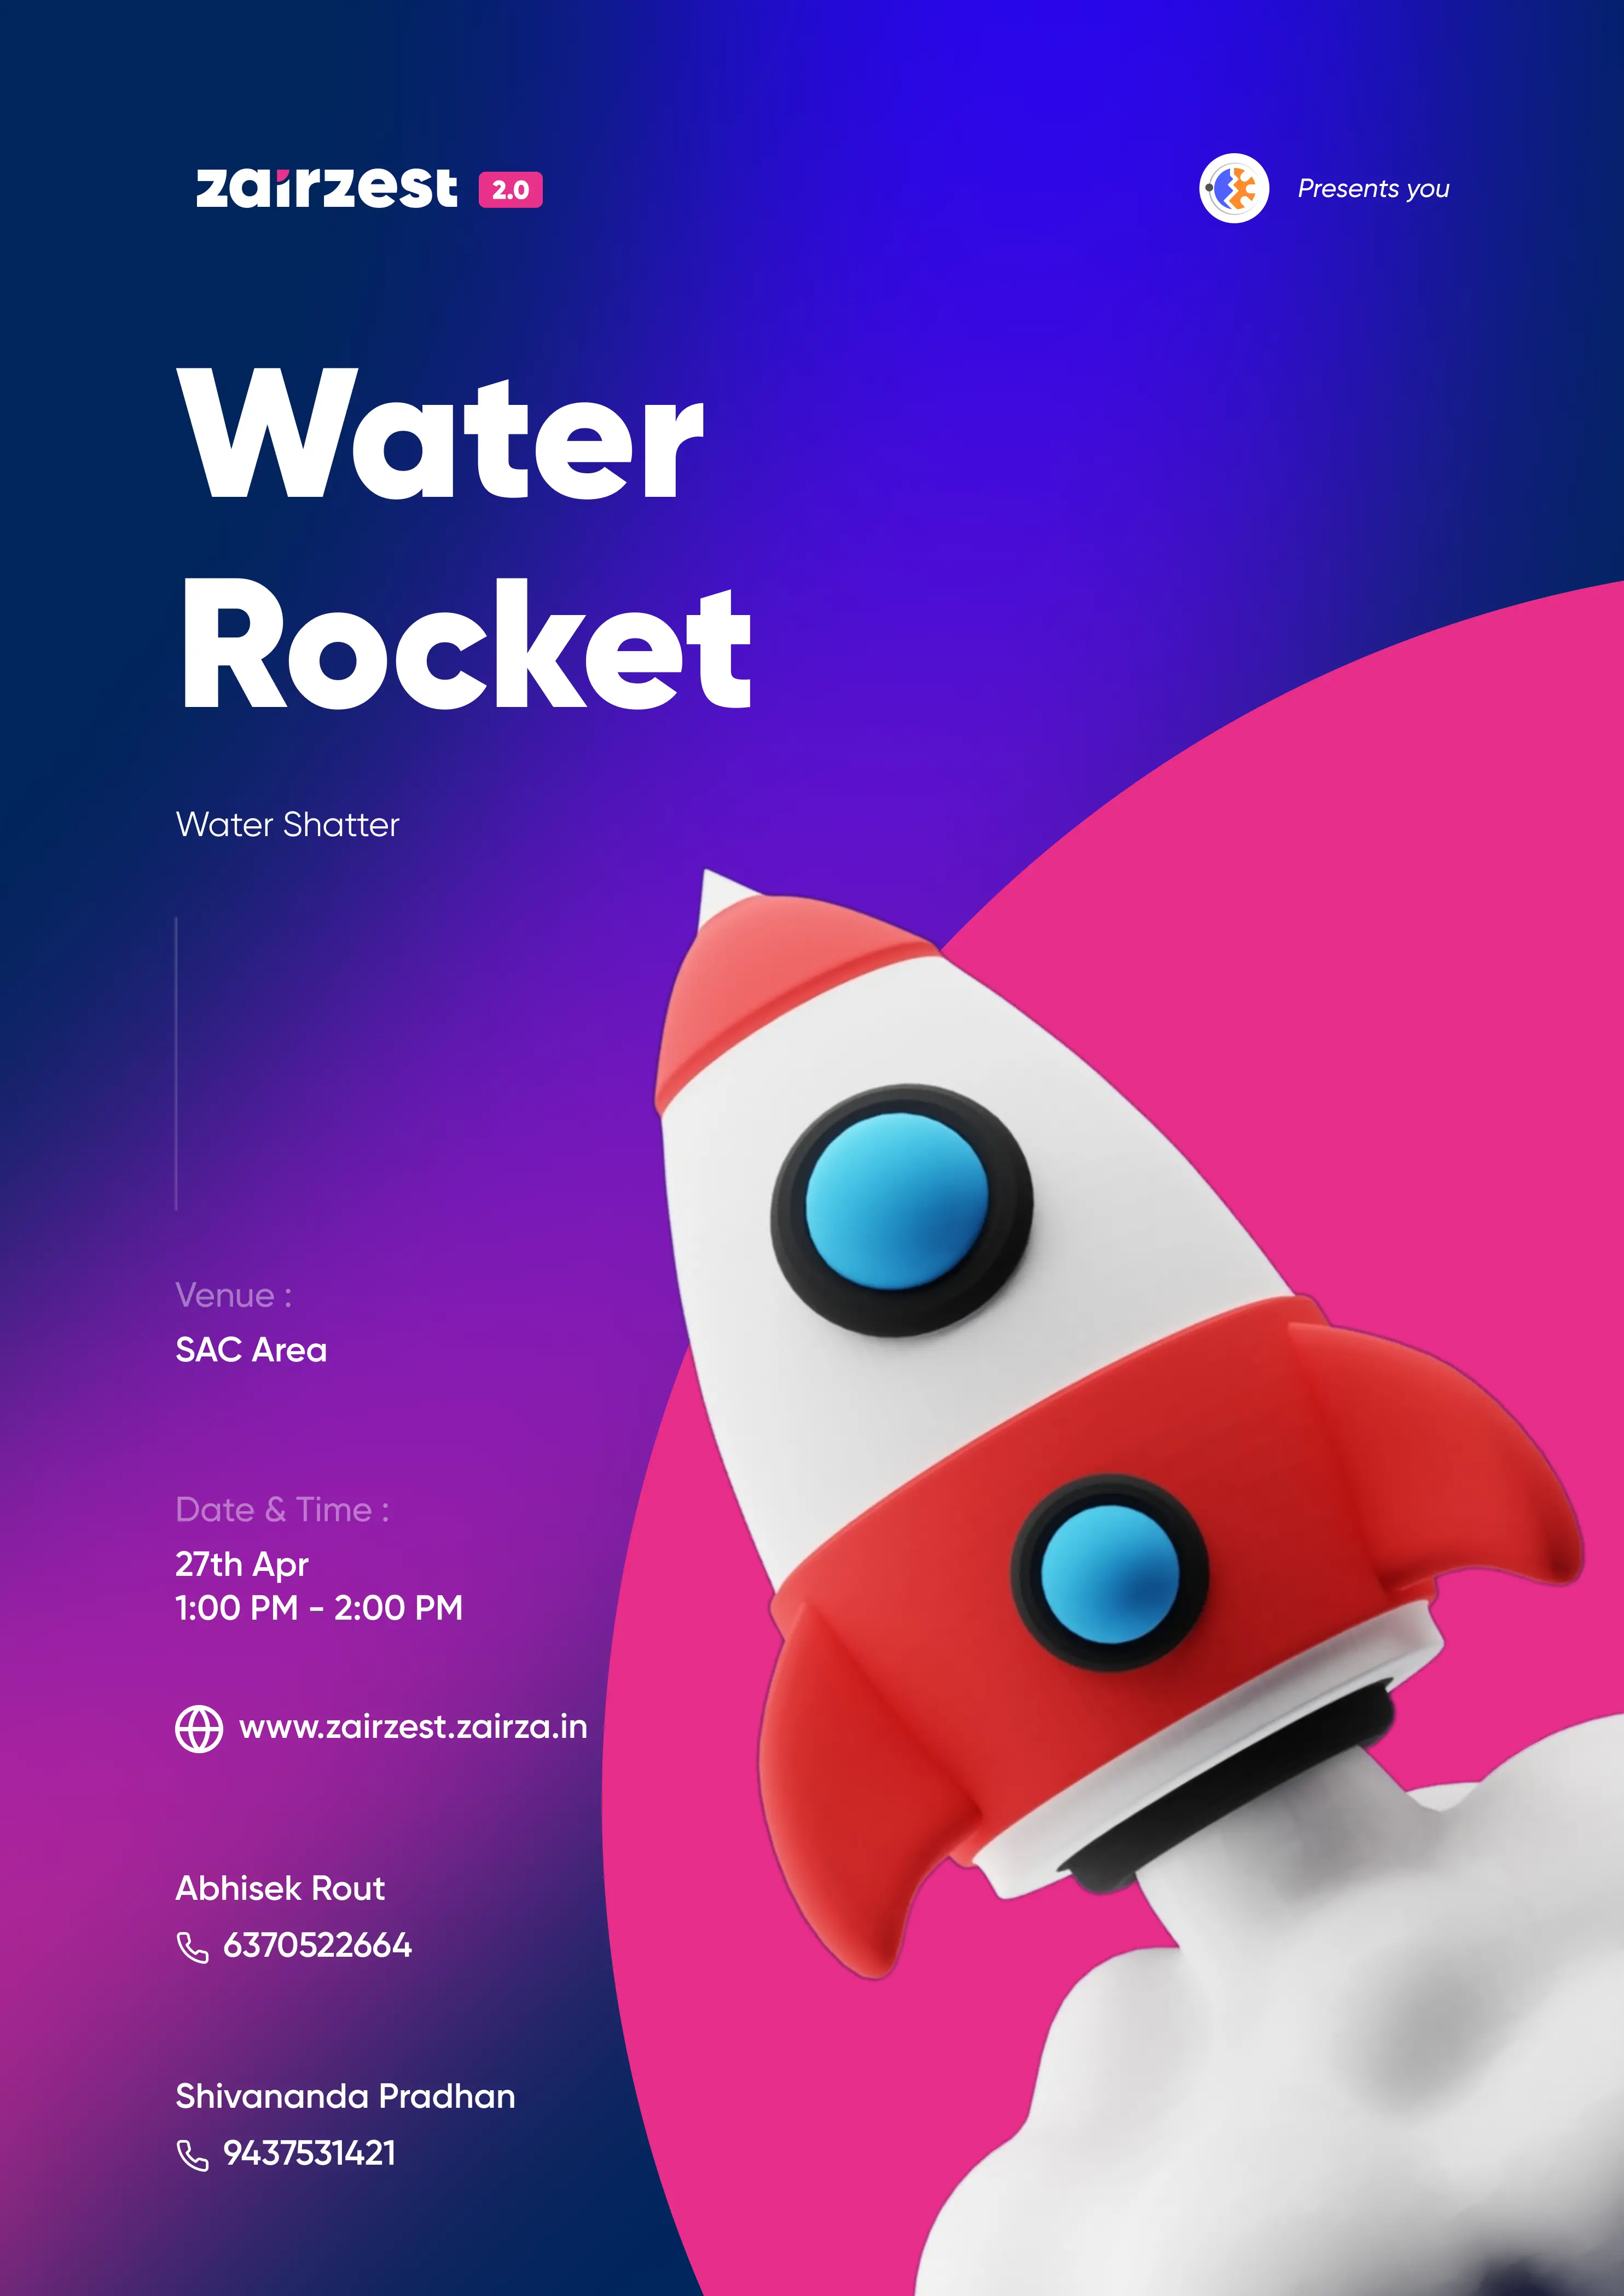 zairzest 2.0
Presents you
Water
Rocket
Water Shatter
Venue :
SAC Area
Date & Time :
27th Apr
1:00 PM - 2:00 PM
www.zairzest.zairza.in
Abhisek Rout
6370522664
Shivananda Pradhan
9437531421